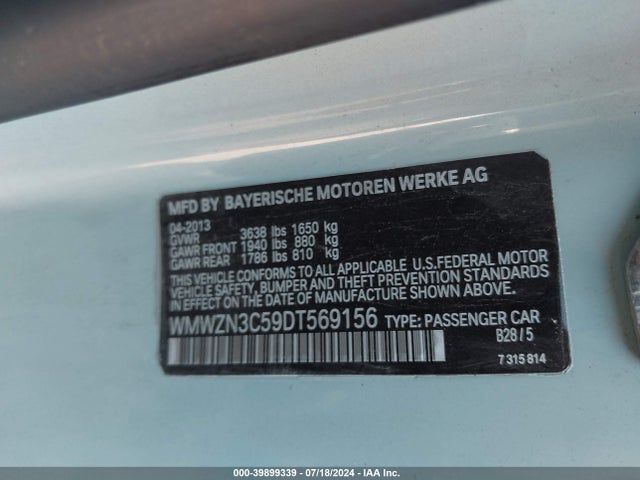 MFD BY BAYERISCHE MOTOREN WERKE AG
04-2013
GVWR 3638 lbs 1650 kg
GAWR FRONT 1940 lbs 880 kg
GAWR REAR 1786 lbs 810 kg
THIS VEHICLE CONFORMS TO ALL APPLICABLE U.S.FEDERAL MOTOR
VEHICLE SAFETY, BUMPER AND THEFT PREVENTION STANDARDS
IN EFFECT ON THE DATE OF MANUFACTURE SHOWN ABOVE.
WMWZN3C59DT569156 TYPE: PASSENGER CAR
B28/5
7 315 814
000-39899339 / 07/18/2024 - IAA Inc.